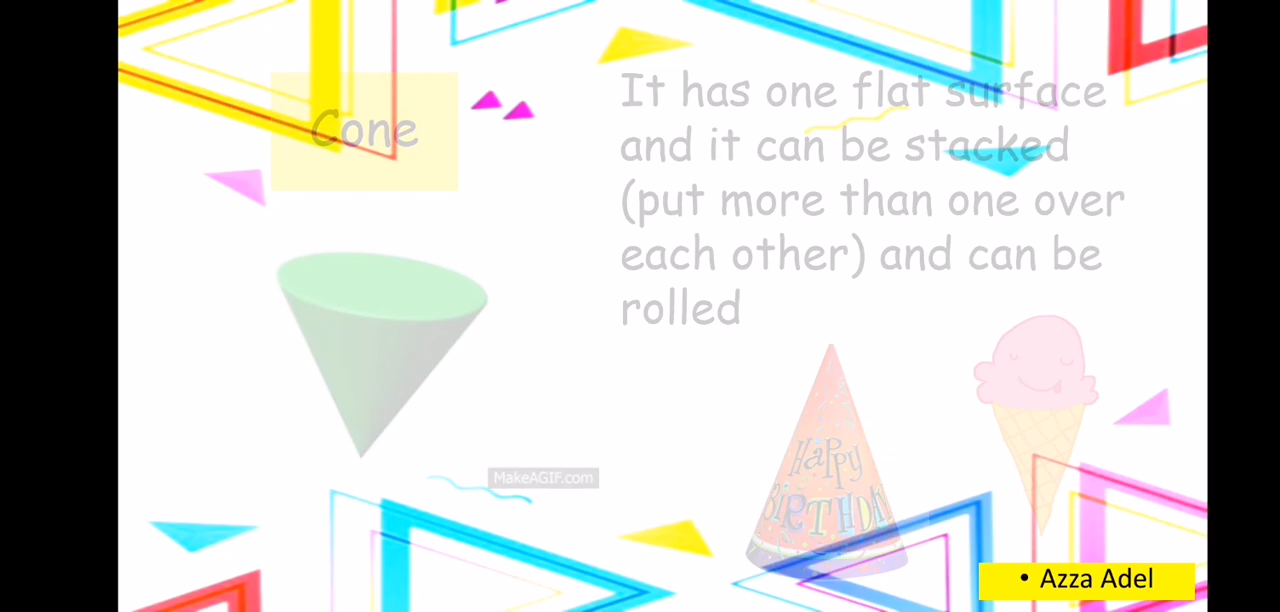 Cone
It has one flat surface
and it can be stacked
(put more than one over
each other) and can be
rolled
MakeAGIF.com
Happy
BIRTHDAY
• Azza Adel